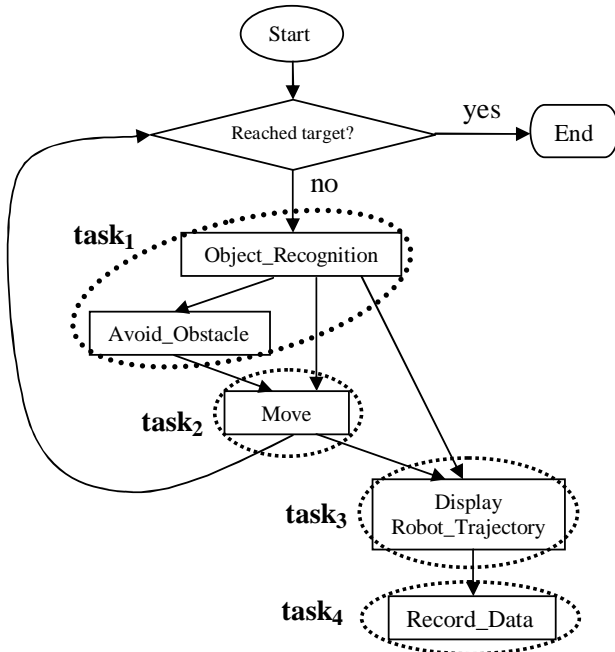 Start
Reached target?
yes
End
no
task1
Object_Recognition
Avoid_Obstacle
Move
task2
Display
Robot_Trajectory
task3
Record_Data
task4